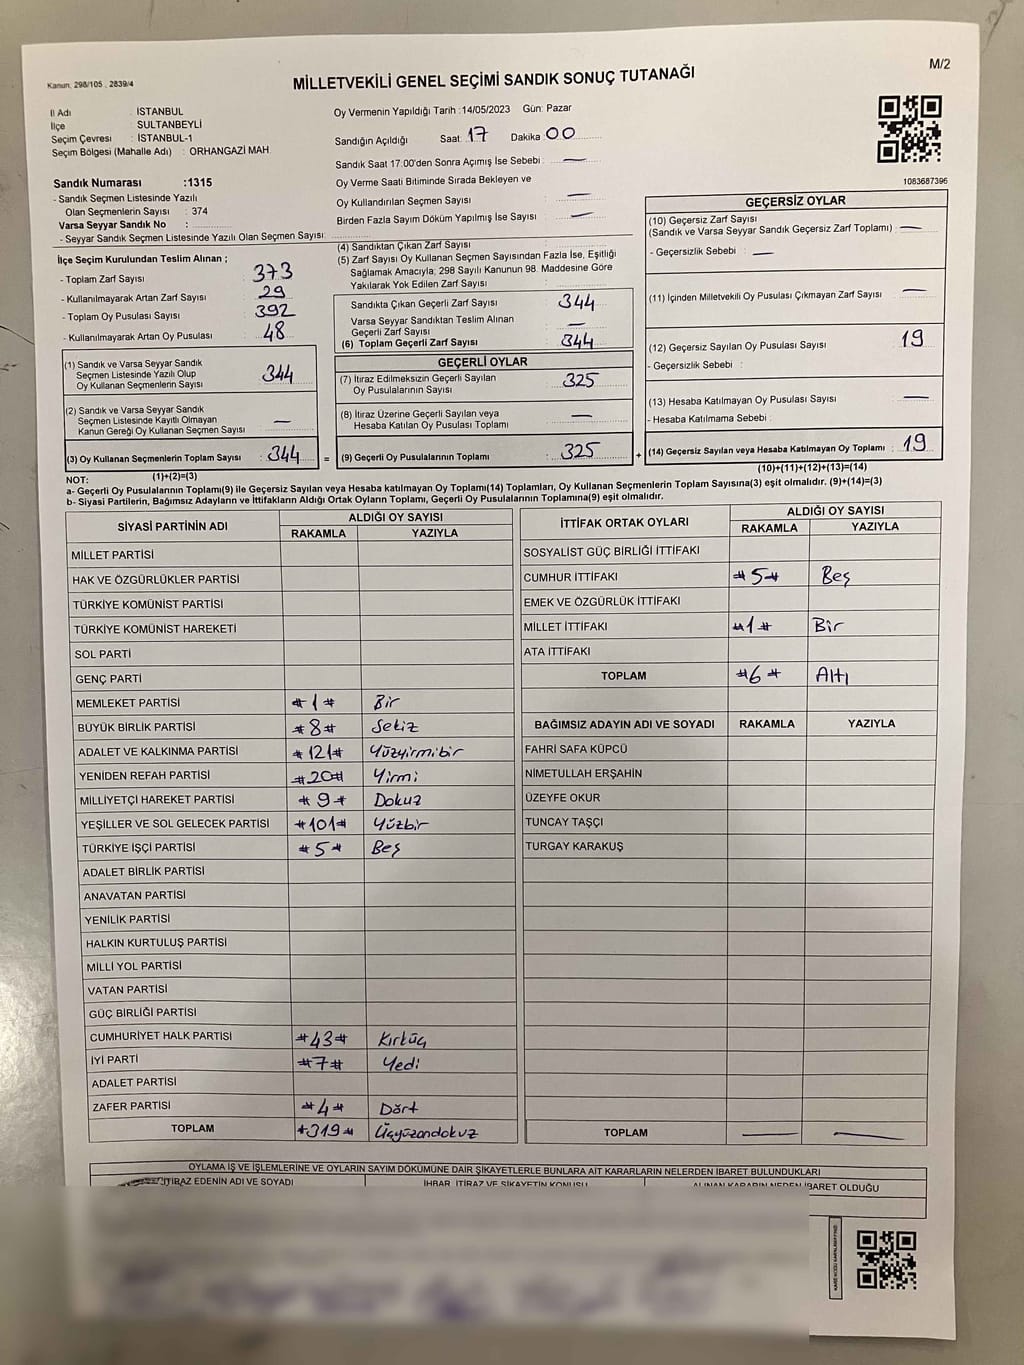 Kanun. 298/105 , 2839/4
MİLLETVEKİLİ GENEL SEÇİMİ SANDIK SONUÇ TUTANAĞI
M/2
İl Adı : İSTANBUL
İlçe : SULTANBEYLİ
Seçim Çevresi : İSTANBUL-1
Seçim Bölgesi (Mahalle Adı) : ORHANGAZİ MAH.
Oy Vermenin Yapıldığı Tarih :14/05/2023 Gün: Pazar
Sandığın Açıldığı Saat: 17 Dakika :00
Sandık Saat 17:00'den Sonra Açımış İse Sebebi : —
Oy Verme Saati Bitiminde Sırada Bekleyen ve
Oy Kullandırılan Seçmen Sayısı —
Birden Fazla Sayım Döküm Yapılmış İse Sayısı —
1083687396
Sandık Numarası :1315
- Sandık Seçmen Listesinde Yazılı
Olan Seçmenlerin Sayısı : 374
Varsa Seyyar Sandık No :
- Seyyar Sandık Seçmen Listesinde Yazılı Olan Seçmen Sayısı:
İlçe Seçim Kurulundan Teslim Alınan ;
- Toplam Zarf Sayısı : 373
- Kullanılmayarak Artan Zarf Sayısı : 29
- Toplam Oy Pusulası Sayısı : 392
- Kullanılmayarak Artan Oy Pusulası : 48
(1) Sandık ve Varsa Seyyar Sandık
Seçmen Listesinde Yazılı Olup
Oy Kullanan Seçmenlerin Sayısı : 344
(2) Sandık ve Varsa Seyyar Sandık
Seçmen Listesinde Kayıtlı Olmayan
Kanun Gereği Oy Kullanan Seçmen Sayısı : —
(3) Oy Kullanan Seçmenlerin Toplam Sayısı : 344
(1)+(2)=(3)
(4) Sandıktan Çıkan Zarf Sayısı :
(5) Zarf Sayısı Oy Kullanan Seçmen Sayısından Fazla İse, Eşitliği
Sağlamak Amacıyla; 298 Sayılı Kanunun 98. Maddesine Göre
Yakılarak Yok Edilen Zarf Sayısı :
Sandıkta Çıkan Geçerli Zarf Sayısı : 344
Varsa Seyyar Sandıktan Teslim Alınan
Geçerli Zarf Sayısı : —
(6) Toplam Geçerli Zarf Sayısı : 344
GEÇERLİ OYLAR
(7) İtiraz Edilmeksizin Geçerli Sayılan
Oy Pusulalarının Sayısı : 325
(8) İtiraz Üzerine Geçerli Sayılan veya
Hesaba Katılan Oy Pusulası Toplamı : —
= (9) Geçerli Oy Pusulalarının Toplamı : 325
GEÇERSİZ OYLAR
(10) Geçersiz Zarf Sayısı
(Sandık ve Varsa Seyyar Sandık Geçersiz Zarf Toplamı) : —
- Geçersizlik Sebebi : —
(11) İçinden Milletvekili Oy Pusulası Çıkmayan Zarf Sayısı : —
(12) Geçersiz Sayılan Oy Pusulası Sayısı : 19
- Geçersizlik Sebebi :
(13) Hesaba Katılmayan Oy Pusulası Sayısı : —
- Hesaba Katılmama Sebebi :
+ (14) Geçersiz Sayılan veya Hesaba Katılmayan Oy Toplamı : 19
(10)+(11)+(12)+(13)=(14)
NOT:
a- Geçerli Oy Pusulalarının Toplamı(9) ile Geçersiz Sayılan veya Hesaba katılmayan Oy Toplamı(14) Toplamları, Oy Kullanan Seçmenlerin Toplam Sayısına(3) eşit olmalıdır. (9)+(14)=(3)
b- Siyasi Partilerin, Bağımsız Adayların ve İttifakların Aldığı Ortak Oyların Toplamı, Geçerli Oy Pusulalarının Toplamına(9) eşit olmalıdır.
SİYASİ PARTİNİN ADI ALDIĞI OY SAYISI
RAKAMLA YAZIYLA
MİLLET PARTİSİ
HAK VE ÖZGÜRLÜKLER PARTİSİ
TÜRKİYE KOMÜNİST PARTİSİ
TÜRKİYE KOMÜNİST HAREKETİ
SOL PARTİ
GENÇ PARTİ
MEMLEKET PARTİSİ #1# Bir
BÜYÜK BİRLİK PARTİSİ #8# Sekiz
ADALET VE KALKINMA PARTİSİ #121# Yüzyirmibir
YENİDEN REFAH PARTİSİ #20# Yirmi
MİLLİYETÇİ HAREKET PARTİSİ #9# Dokuz
YEŞİLLER VE SOL GELECEK PARTİSİ #101# Yüzbir
TÜRKİYE İŞÇİ PARTİSİ #5# Beş
ADALET BİRLİK PARTİSİ
ANAVATAN PARTİSİ
YENİLİK PARTİSİ
HALKIN KURTULUŞ PARTİSİ
MİLLİ YOL PARTİSİ
VATAN PARTİSİ
GÜÇ BİRLİĞİ PARTİSİ
CUMHURİYET HALK PARTİSİ #43# Kırküç
İYİ PARTİ #7# Yedi
ADALET PARTİSİ
ZAFER PARTİSİ #4# Dört
TOPLAM #319# Üçyüzondokuz
İTTİFAK ORTAK OYLARI ALDIĞI OY SAYISI
RAKAMLA YAZIYLA
SOSYALİST GÜÇ BİRLİĞİ İTTİFAKI
CUMHUR İTTİFAKI #5# Beş
EMEK VE ÖZGÜRLÜK İTTİFAKI
MİLLET İTTİFAKI #1# Bir
ATA İTTİFAKI
TOPLAM #6# Altı
BAĞIMSIZ ADAYIN ADI VE SOYADI RAKAMLA YAZIYLA
FAHRİ SAFA KÜPCÜ
NİMETULLAH ERŞAHİN
ÜZEYFE OKUR
TUNCAY TAŞÇI
TURGAY KARAKUŞ
TOPLAM — —
OYLAMA İŞ VE İŞLEMLERİNE VE OYLARIN SAYIM DÖKÜMÜNE DAİR ŞİKAYETLERLE BUNLARA AİT KARARLARIN NELERDEN İBARET BULUNDUKLARI
İTİRAZ EDENİN ADI VE SOYADI İHBAR, İTİRAZ VE ŞİKAYETİN KONUSU ALINAN KARARIN NEDEN İBARET OLDUĞU